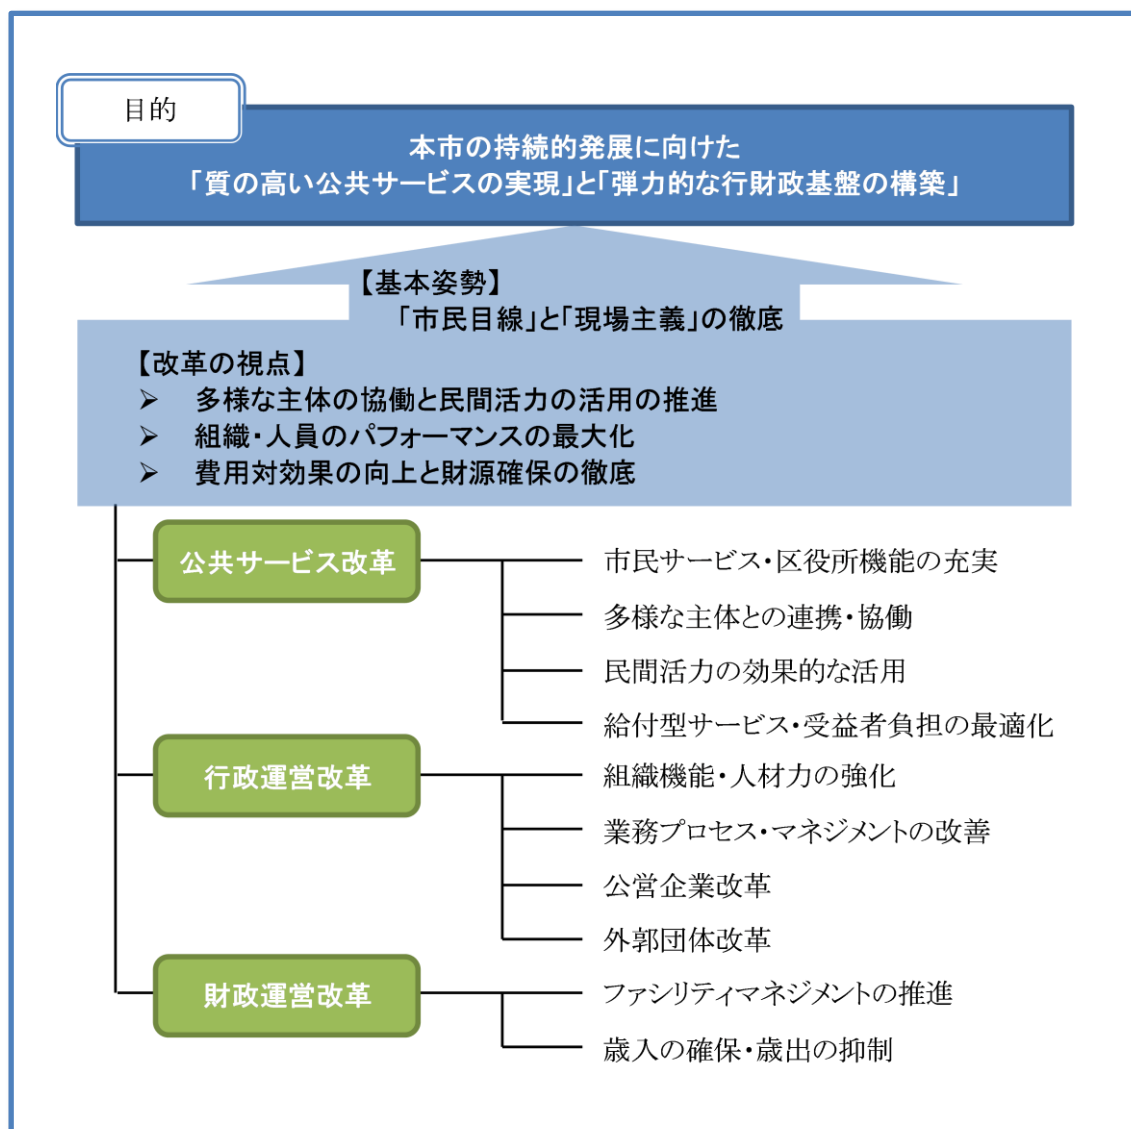 目的
本市の持続的発展に向けた
「質の高い公共サービスの実現」と「弾力的な行財政基盤の構築」
【基本姿勢】
「市民目線」と「現場主義」の徹底
【改革の視点】
➢ 多様な主体の協働と民間活力の活用の推進
➢ 組織・人員のパフォーマンスの最大化
➢ 費用対効果の向上と財源確保の徹底
公共サービス改革
市民サービス・区役所機能の充実
多様な主体との連携・協働
民間活力の効果的な活用
給付型サービス・受益者負担の最適化
行政運営改革
組織機能・人材力の強化
業務プロセス・マネジメントの改善
公営企業改革
外郭団体改革
財政運営改革
ファシリティマネジメントの推進
歳入の確保・歳出の抑制